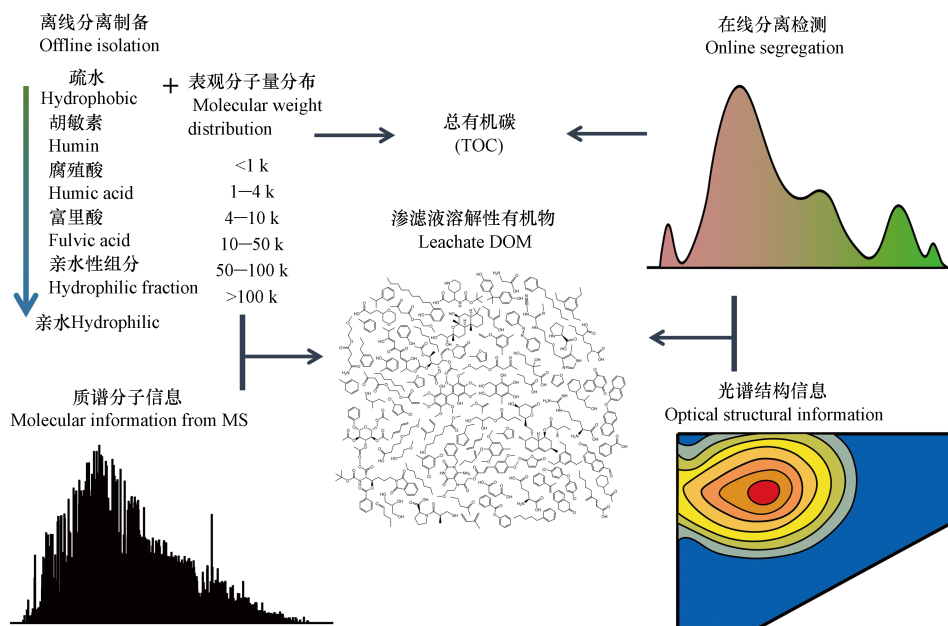 离线分离制备
Offline isolation
疏水
Hydrophobic
胡敏素
Humin
腐殖酸
Humic acid
富里酸
Fulvic acid
亲水性组分
Hydrophilic fraction
亲水Hydrophilic
+
表观分子量分布
Molecular weight
distribution
<1 k
1—4 k
4—10 k
10—50 k
50—100 k
>100 k
总有机碳
(TOC)
在线分离检测
Online segregation
渗滤液溶解性有机物
Leachate DOM
质谱分子信息
Molecular information from MS
光谱结构信息
Optical structural information